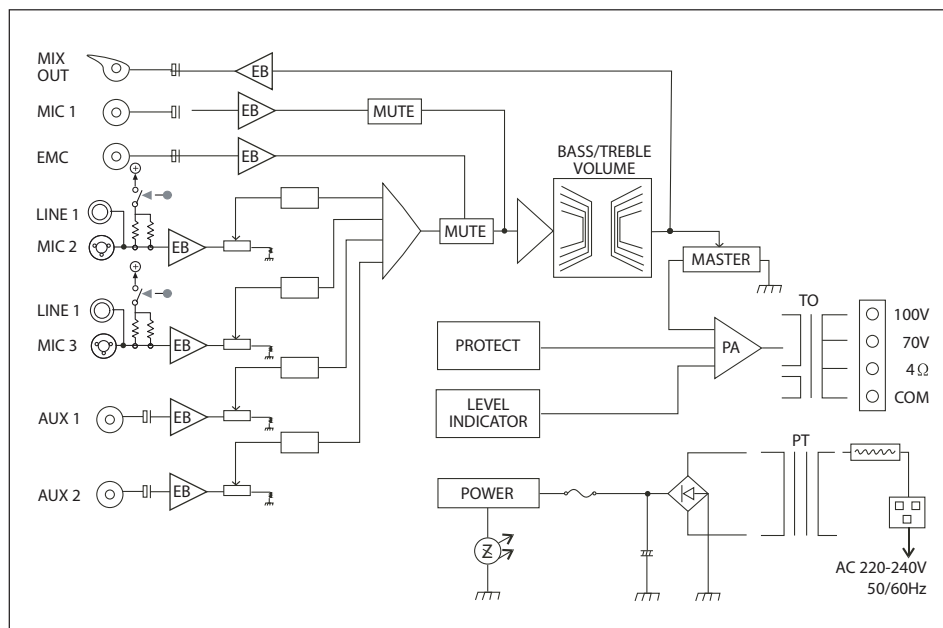 MIX
OUT
EB
MIC 1
EB
MUTE
EMC
EB
BASS/TREBLE
VOLUME
LINE 1
MIC 2
EB
MUTE
MASTER
LINE 1
MIC 3
EB
TO
100V
70V
4Ω
COM
PROTECT
PA
LEVEL
INDICATOR
AUX 1
EB
AUX 2
EB
POWER
PT
Z
AC 220-240V
50/60Hz